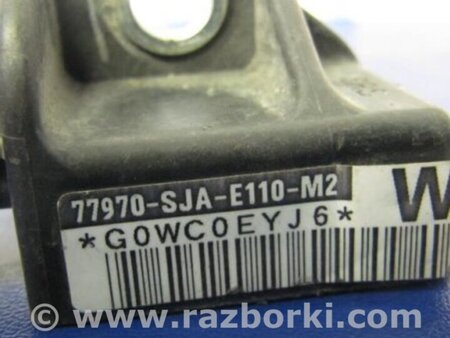 77970-SJA-E110-M2
W
*G0WC0EYJ6*
www.razborki.com